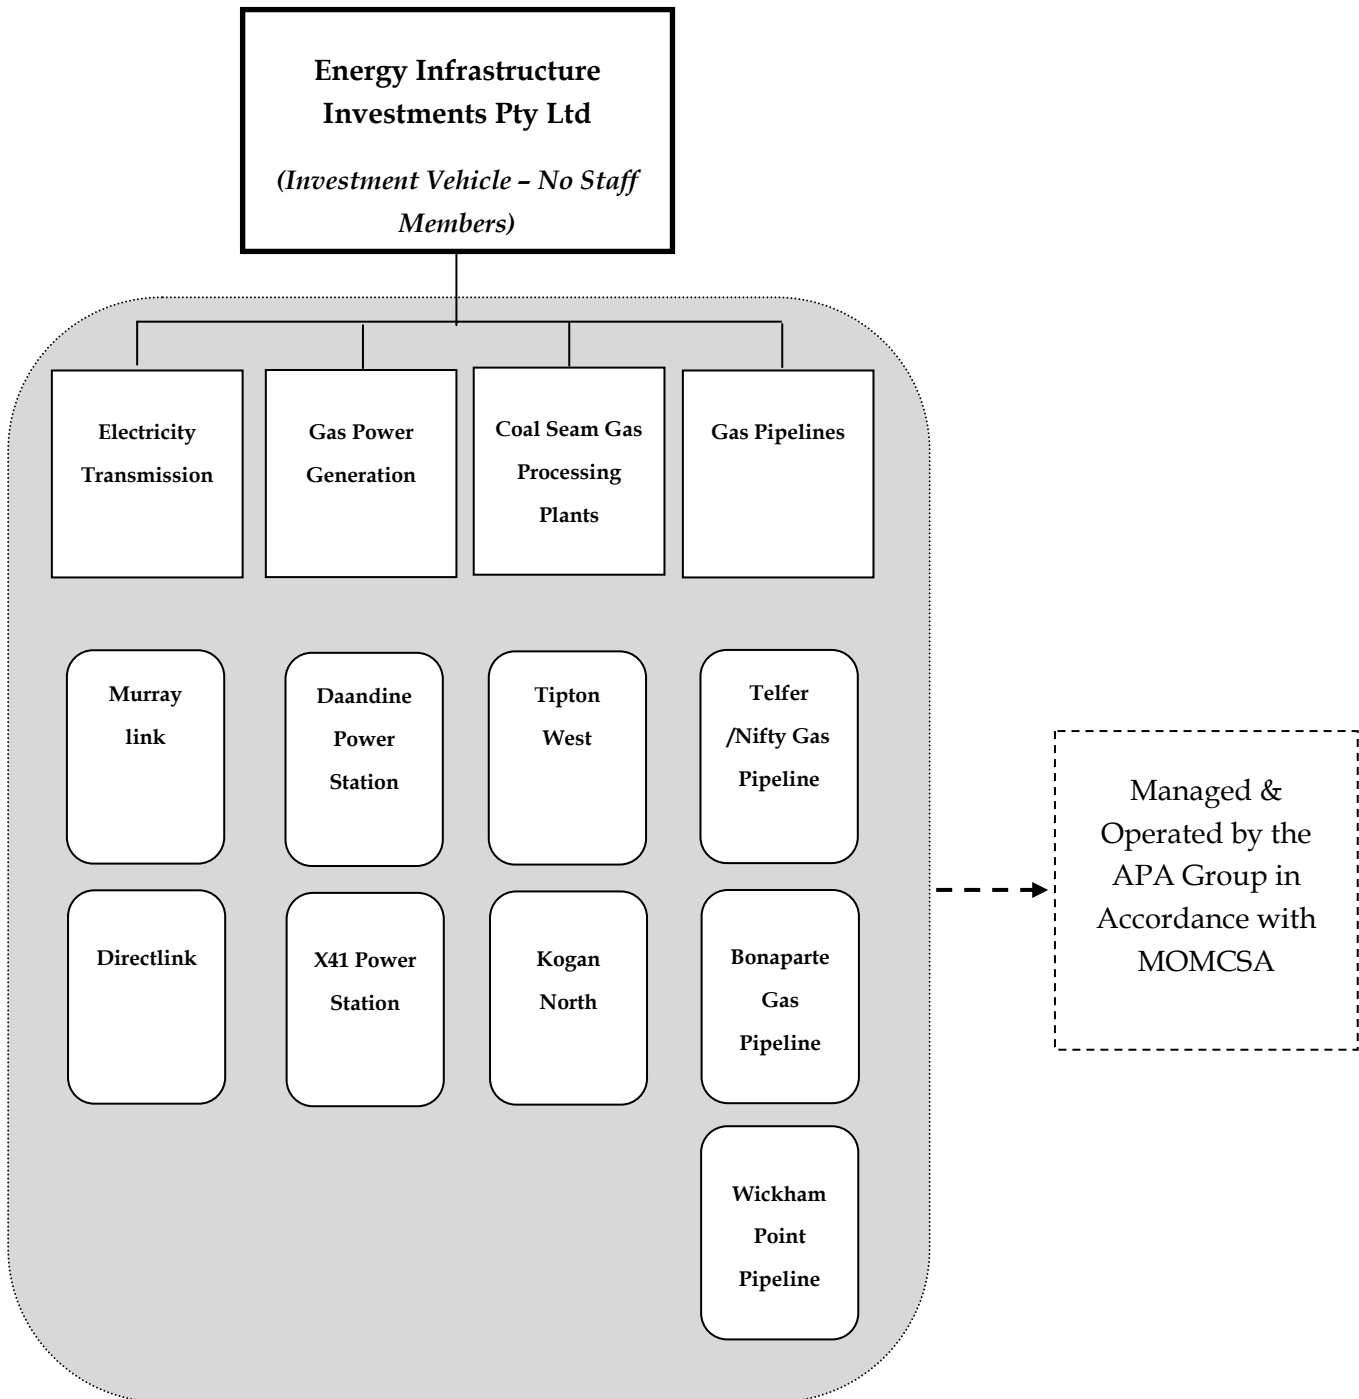 Energy Infrastructure
Investments Pty Ltd
(Investment Vehicle – No Staff
Members)
Electricity
Transmission
Gas Power
Generation
Coal Seam Gas
Processing
Plants
Gas Pipelines
Murray
link
Daandine
Power
Station
Tipton
West
Telfer
/Nifty Gas
Pipeline
Managed &
Operated by the
APA Group in
Accordance with
MOMCSA
Directlink
X41 Power
Station
Kogan
North
Bonaparte
Gas
Pipeline
Wickham
Point
Pipeline